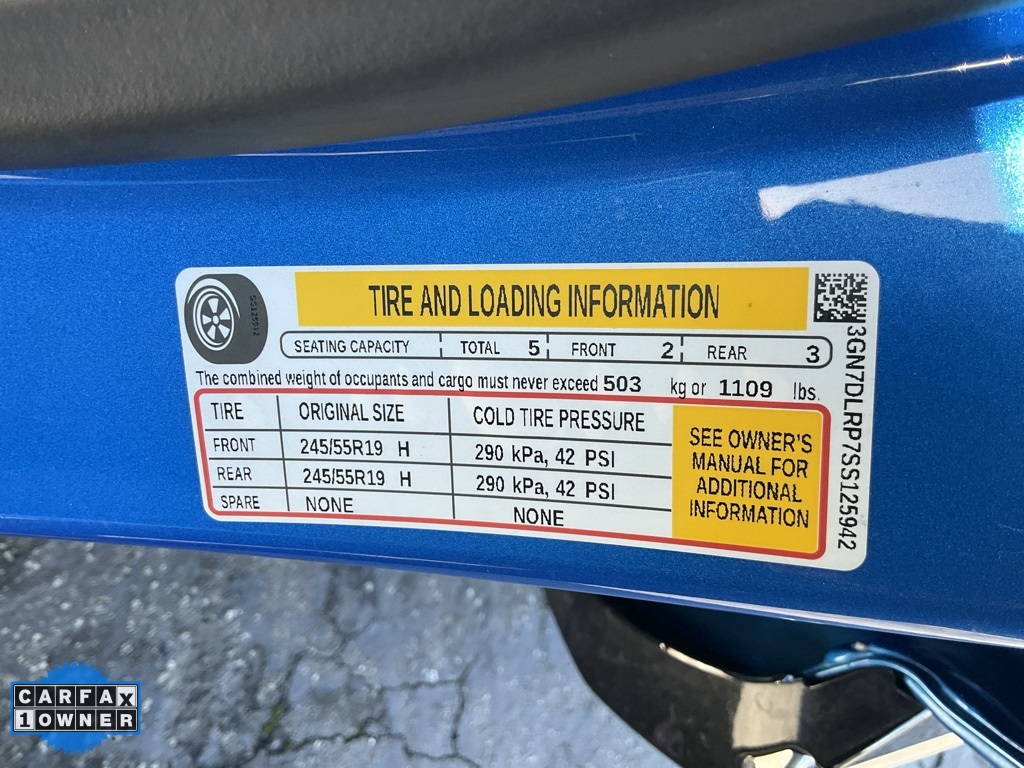 TIRE AND LOADING INFORMATION
SEATING CAPACITY TOTAL 5 FRONT 2 REAR 3
The combined weight of occupants and cargo must never exceed 503 kg or 1109 lbs.
TIRE ORIGINAL SIZE COLD TIRE PRESSURE
FRONT 245/55R19 H 290 kPa, 42 PSI
REAR 245/55R19 H 290 kPa, 42 PSI
SPARE NONE NONE
SEE OWNER'S
MANUAL FOR
ADDITIONAL
INFORMATION
3GN7DLRP7SS125942
SS125942
CARFAX
1 OWNER